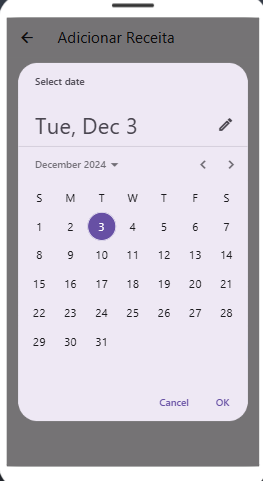 Adicionar Receita
Select date
Tue, Dec 3
December 2024
S M T W T F S
1 2 3 4 5 6 7
8 9 10 11 12 13 14
15 16 17 18 19 20 21
22 23 24 25 26 27 28
29 30 31
Cancel OK